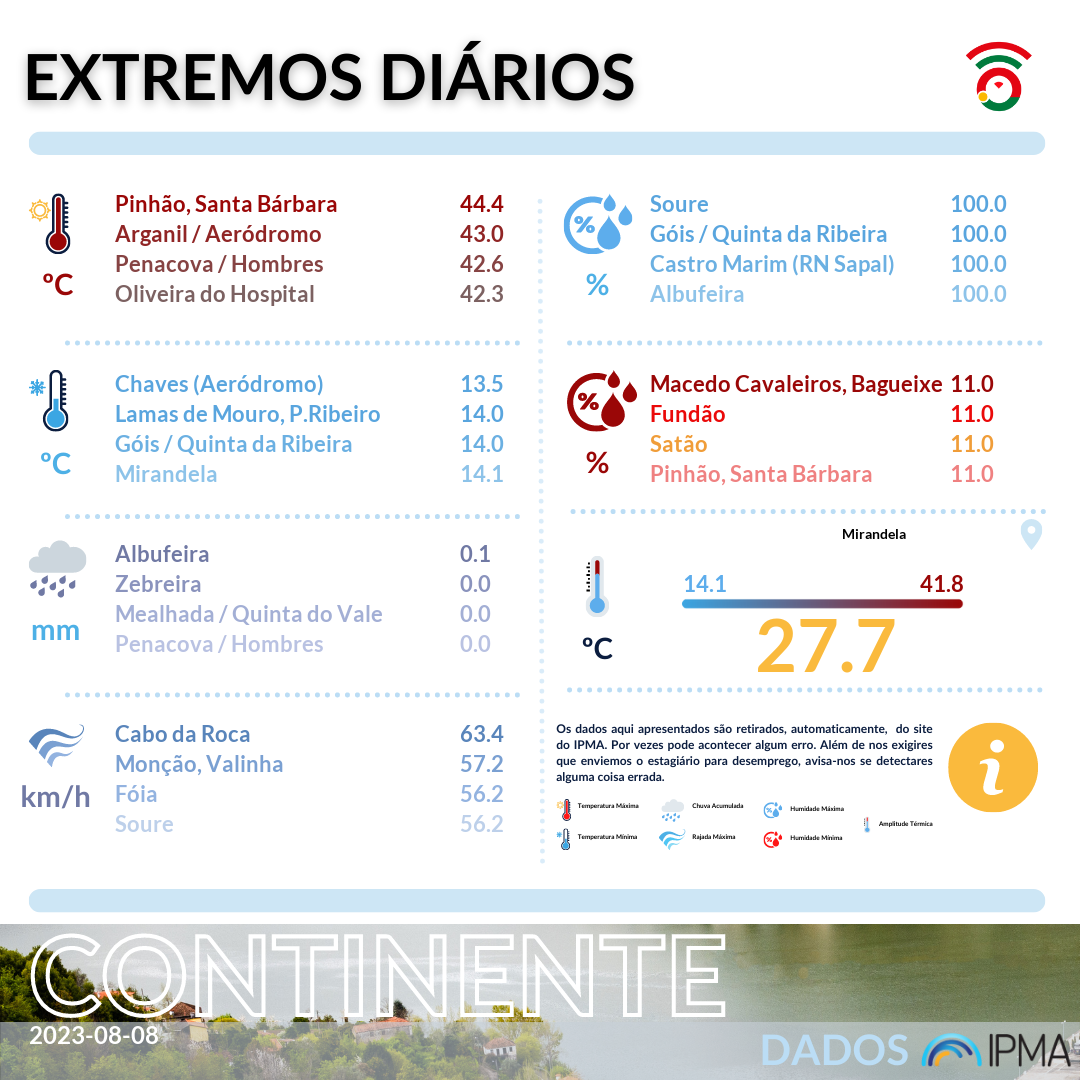 EXTREMOS DIÁRIOS
Pinhão, Santa Bárbara 44.4
Arganil / Aeródromo 43.0
Penacova / Hombres 42.6
Oliveira do Hospital 42.3
ºC
Chaves (Aeródromo) 13.5
Lamas de Mouro, P.Ribeiro 14.0
Góis / Quinta da Ribeira 14.0
Mirandela 14.1
ºC
Albufeira 0.1
Zebreira 0.0
Mealhada / Quinta do Vale 0.0
Penacova / Hombres 0.0
mm
Cabo da Roca 63.4
Monção, Valinha 57.2
Fóia 56.2
Soure 56.2
km/h
%
Soure 100.0
Góis / Quinta da Ribeira 100.0
Castro Marim (RN Sapal) 100.0
Albufeira 100.0
%
%
Macedo Cavaleiros, Bagueixe 11.0
Fundão 11.0
Satão 11.0
Pinhão, Santa Bárbara 11.0
%
Mirandela
14.1 41.8
27.7
ºC
Os dados aqui apresentados são retirados, automaticamente, do site
do IPMA. Por vezes pode acontecer algum erro. Além de nos exigires
que enviemos o estagiário para desemprego, avisa-nos se detectares
alguma coisa errada.
i
Temperatura Máxima Chuva Acumulada % Humidade Máxima
Amplitude Térmica
Temperatura Mínima Rajada Máxima % Humidade Mínima
CONTINENTE
2023-08-08
DADOS IPMA